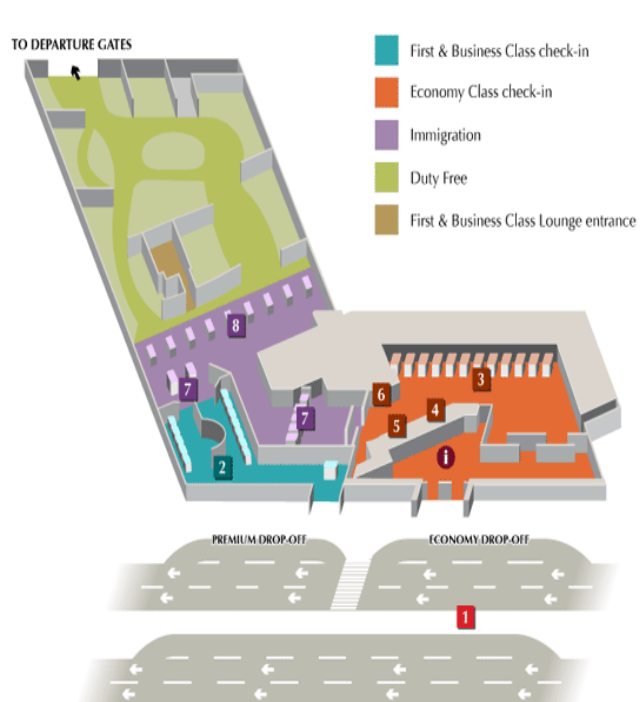 TO DEPARTURE GATES
First & Business Class check-in
Economy Class check-in
Immigration
Duty Free
First & Business Class Lounge entrance
8
7
7
6
3
4
5
i
2
PREMIUM DROP-OFF
ECONOMY DROP-OFF
1